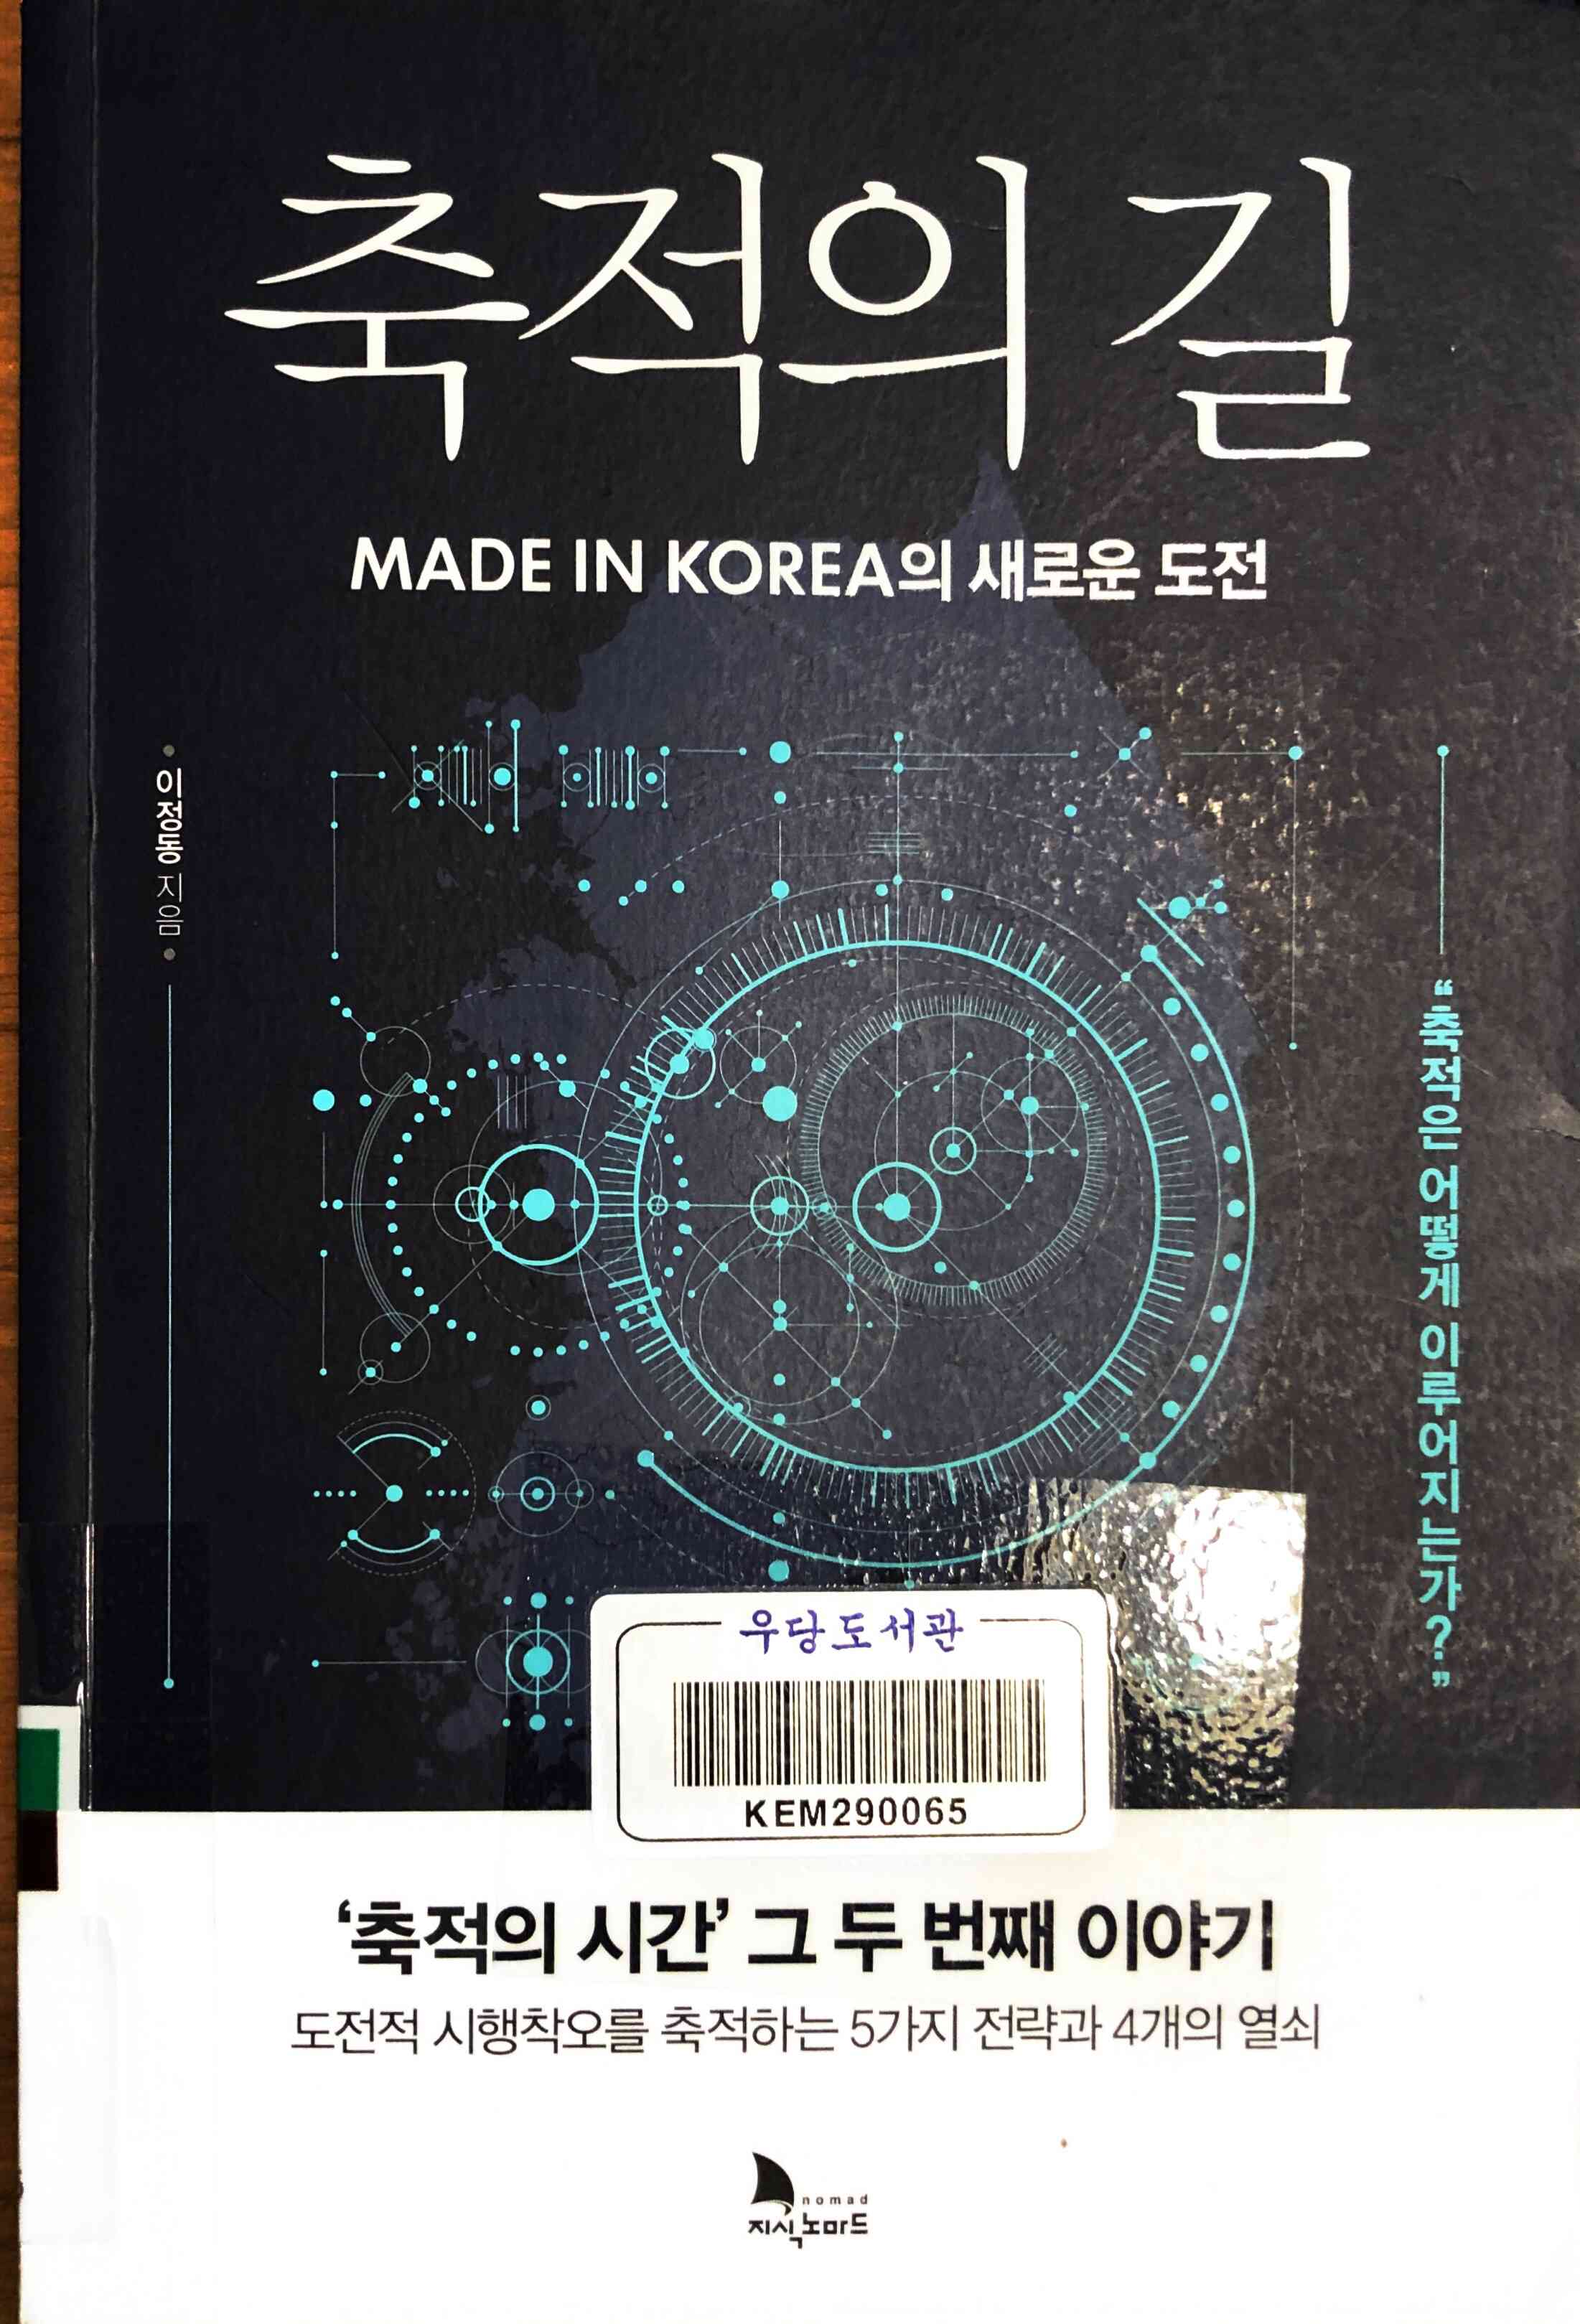 축적의 길
MADE IN KOREA의 새로운 도전
이정동 지음
“축적은 어떻게 이루어지는가?”
우당도서관
KEM290065
‘축적의 시간’ 그 두 번째 이야기
도전적 시행착오를 축적하는 5가지 전략과 4개의 열쇠
nomad
지식노마드